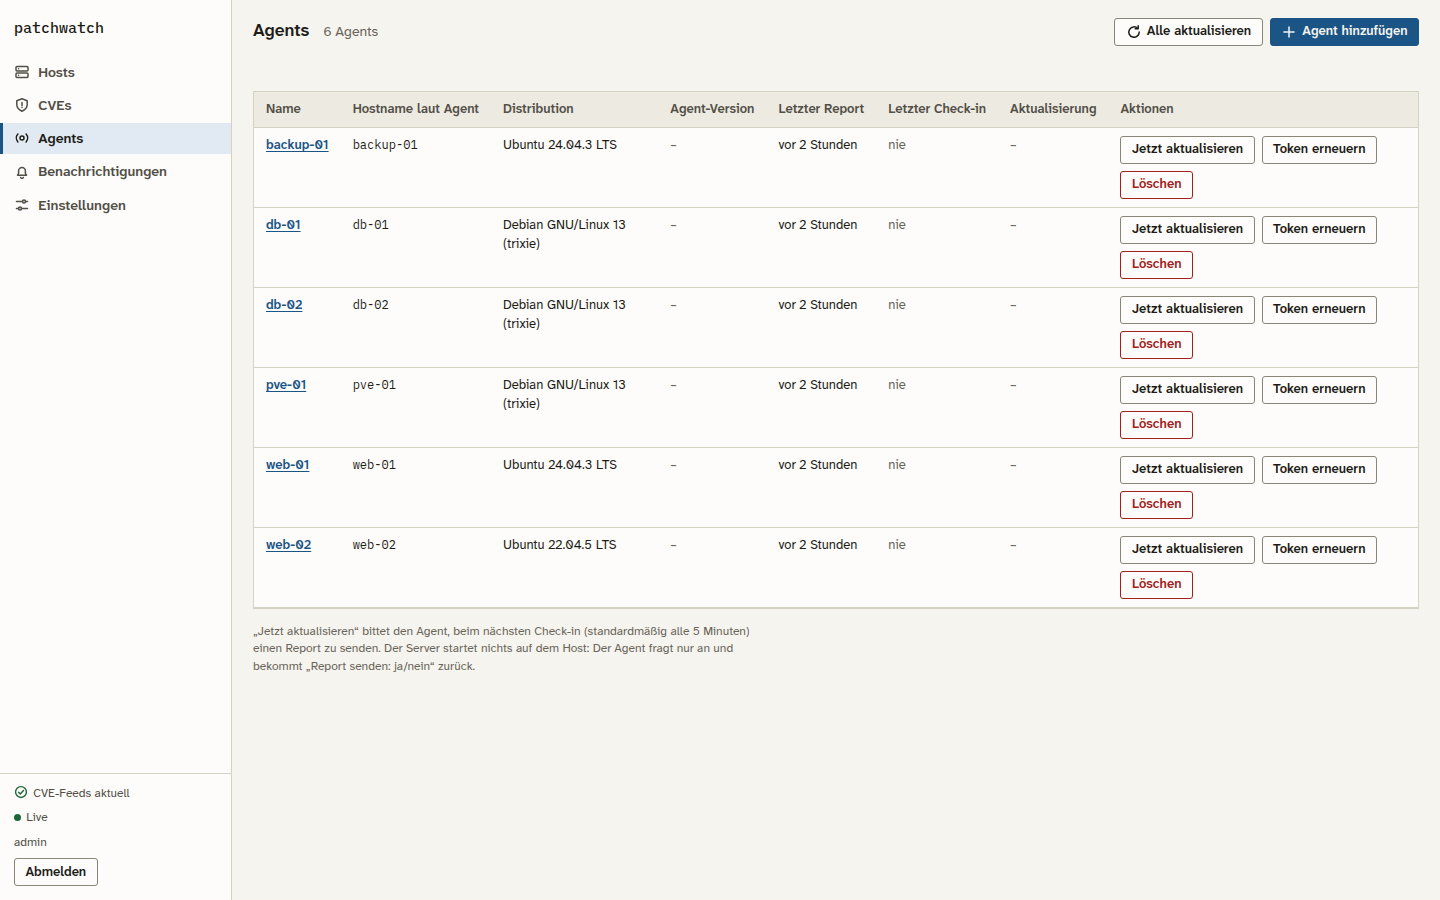 patchwatch
Hosts
CVEs
Agents
Benachrichtigungen
Einstellungen
CVE-Feeds aktuell
Live
admin
Abmelden
Agents 6 Agents Alle aktualisieren Agent hinzufügen
Name Hostname laut Agent Distribution Agent-Version Letzter Report Letzter Check-in Aktualisierung Aktionen
backup-01 backup-01 Ubuntu 24.04.3 LTS – vor 2 Stunden nie – Jetzt aktualisieren Token erneuern
Löschen
db-01 db-01 Debian GNU/Linux 13 – vor 2 Stunden nie – Jetzt aktualisieren Token erneuern
(trixie)
Löschen
db-02 db-02 Debian GNU/Linux 13 – vor 2 Stunden nie – Jetzt aktualisieren Token erneuern
(trixie)
Löschen
pve-01 pve-01 Debian GNU/Linux 13 – vor 2 Stunden nie – Jetzt aktualisieren Token erneuern
(trixie)
Löschen
web-01 web-01 Ubuntu 24.04.3 LTS – vor 2 Stunden nie – Jetzt aktualisieren Token erneuern
Löschen
web-02 web-02 Ubuntu 22.04.5 LTS – vor 2 Stunden nie – Jetzt aktualisieren Token erneuern
Löschen
„Jetzt aktualisieren“ bittet den Agent, beim nächsten Check-in (standardmäßig alle 5 Minuten)
einen Report zu senden. Der Server startet nichts auf dem Host: Der Agent fragt nur an und
bekommt „Report senden: ja/nein“ zurück.